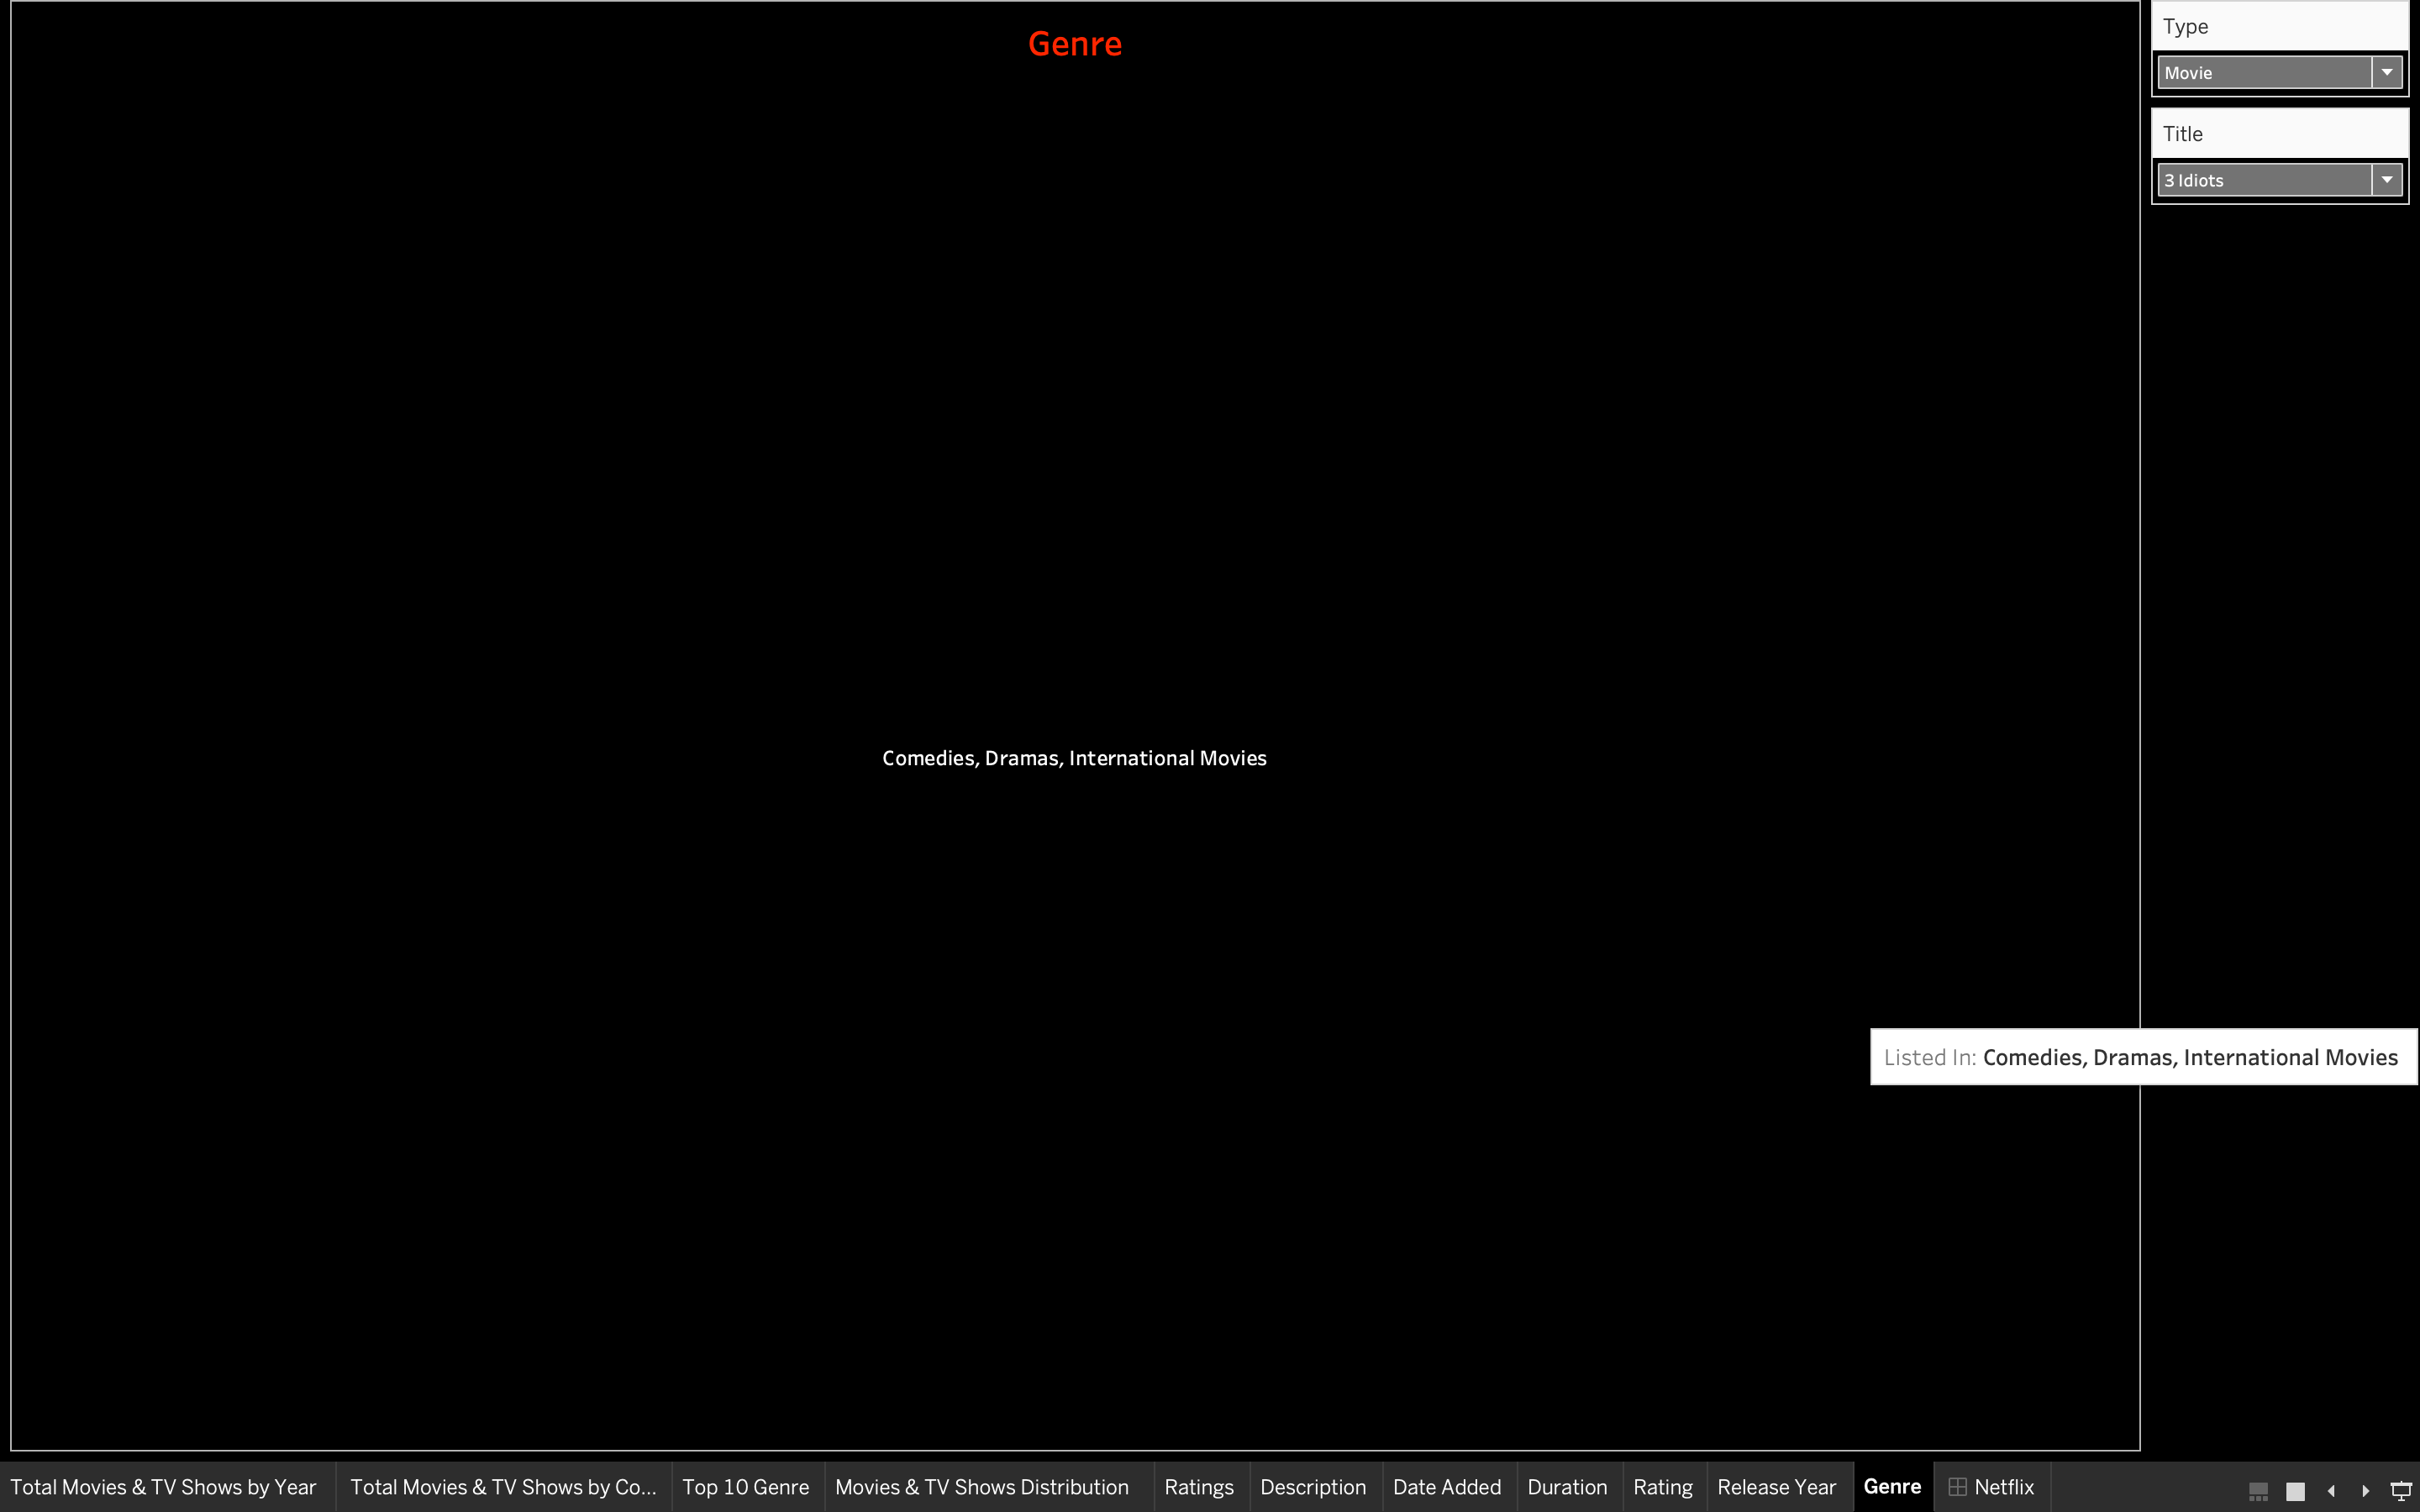 Genre
Type
Movie
Title
3 Idiots
Comedies, Dramas, International Movies
Listed In: Comedies, Dramas, International Movies
Total Movies & TV Shows by Year
Total Movies & TV Shows by Co...
Top 10 Genre
Movies & TV Shows Distribution
Ratings
Description
Date Added
Duration
Rating
Release Year
Genre
Netflix